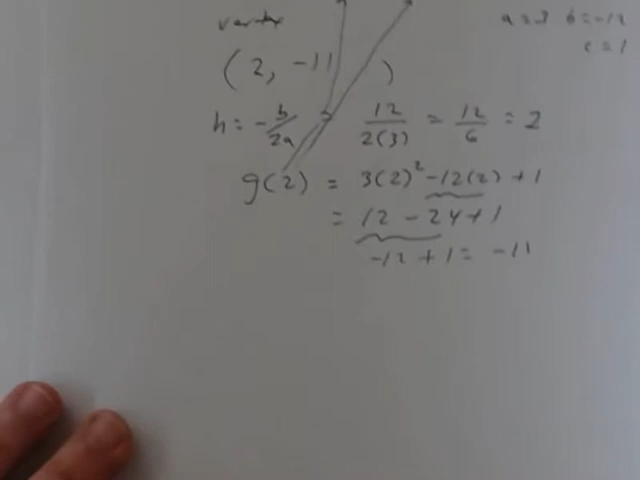 vertex
a = 3 b = -12
c = 1
(2, -11)
h = -b/2a 12/2(3) = 12/6 = 2
g(2) = 3(2)² - 12(2) + 1
= 12 - 24 + 1
-12 + 1 = -11